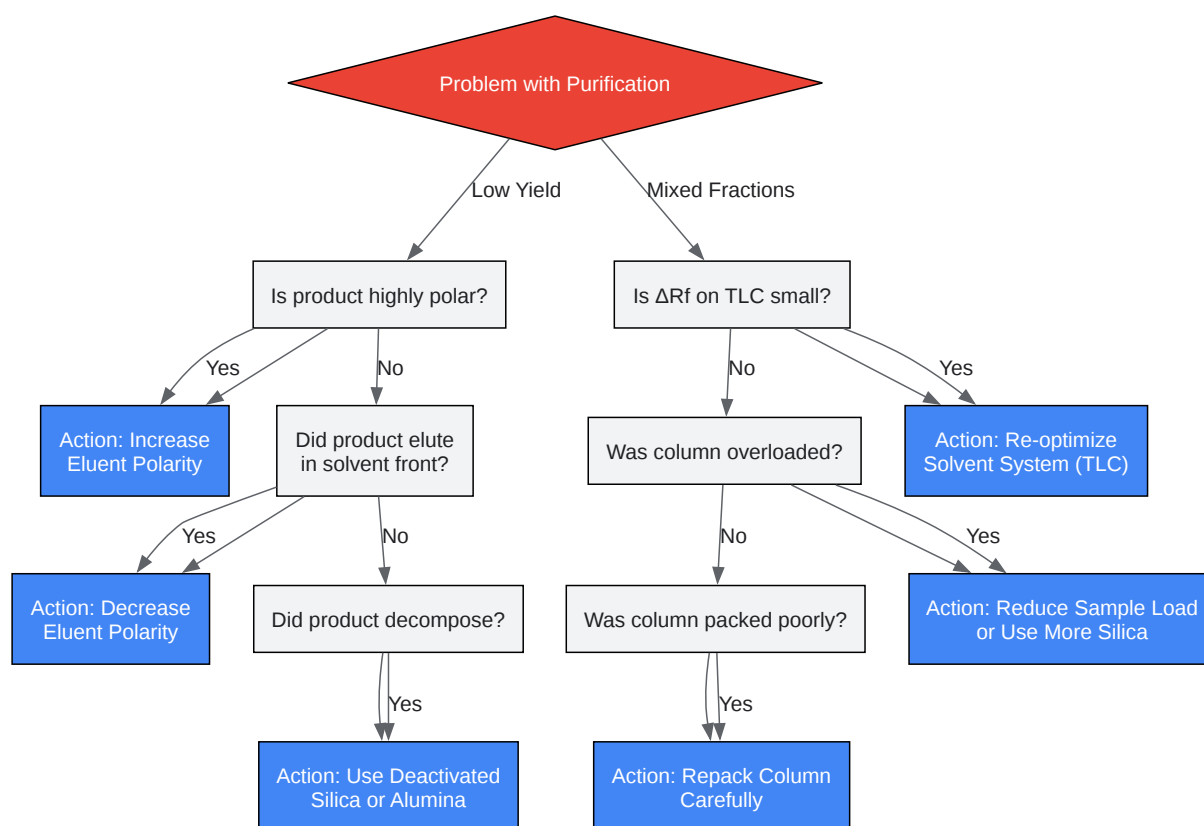 Problem with Purification
Low Yield
Mixed Fractions
Is product highly polar?
Is ΔRf on TLC small?
Yes
No
No
Yes
Action: Increase
Eluent Polarity
Did product elute
in solvent front?
Was column overloaded?
Action: Re-optimize
Solvent System (TLC)
Yes
No
No
Yes
Action: Decrease
Eluent Polarity
Did product decompose?
Was column packed poorly?
Action: Reduce Sample Load
or Use More Silica
Yes
Yes
Action: Use Deactivated
Silica or Alumina
Action: Repack Column
Carefully